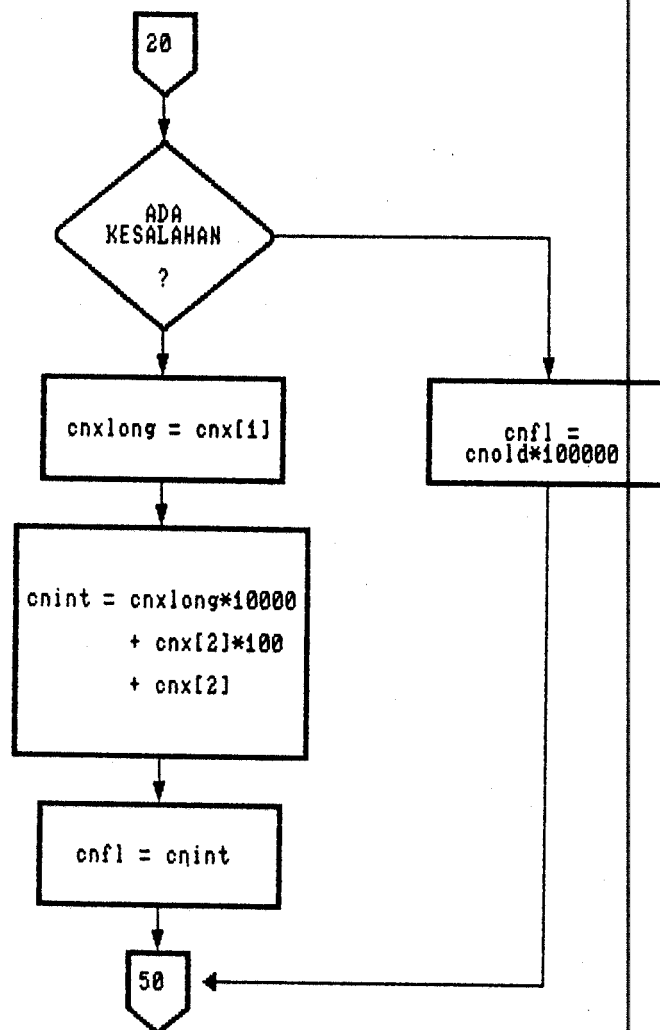 20
ADA
KESALAHAN
?
cnxlong = cnx[1]
cnfl =
cnold*100000
cnint = cnxlong*10000
+ cnx[2]*100
+ cnx[2]
cnfl = cnint
50